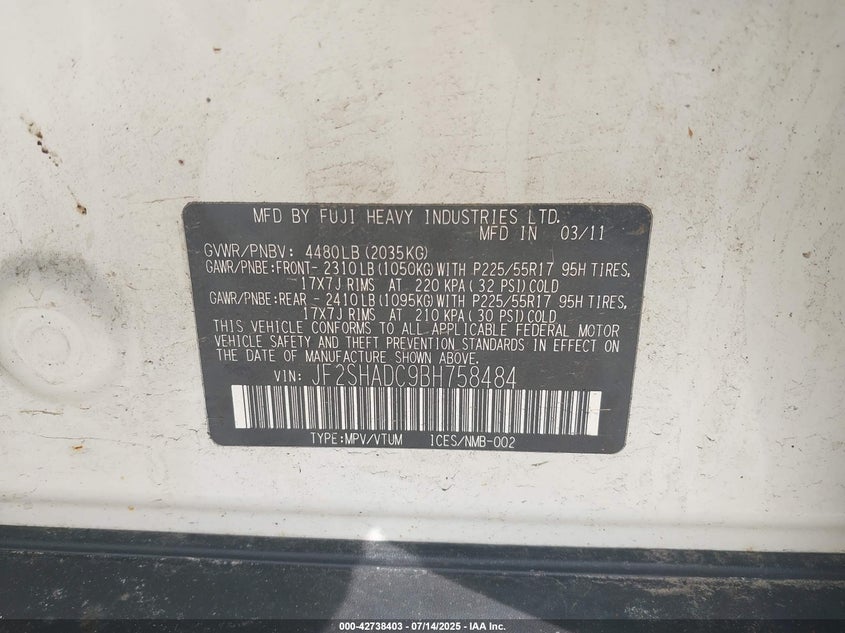 MFD BY FUJI HEAVY INDUSTRIES LTD.
MFD IN 03/11
GVWR/PNBV: 4480LB(2035KG)
GAWR/PNBE:FRONT- 2310LB(1050KG)WITH P225/55R17 95H TIRES,
17X7J RIMS AT 220 KPA( 32 PSI)COLD
GAWR/PNBE:REAR - 2410LB(1095KG)WITH P225/55R17 95H TIRES,
17X7J RIMS AT 210 KPA( 30 PSI)COLD
THIS VEHICLE CONFORMS TO ALL APPLICABLE FEDERAL MOTOR
VEHICLE SAFETY AND THEFT PREVENTION STANDARDS IN EFFECT ON
THE DATE OF MANUFACTURE SHOWN ABOVE.
VIN: JF2SHADC9BH758484
TYPE:MPV/VTUM ICES/NMB-002
000-42738403 - 07/14/2025 - IAA Inc.